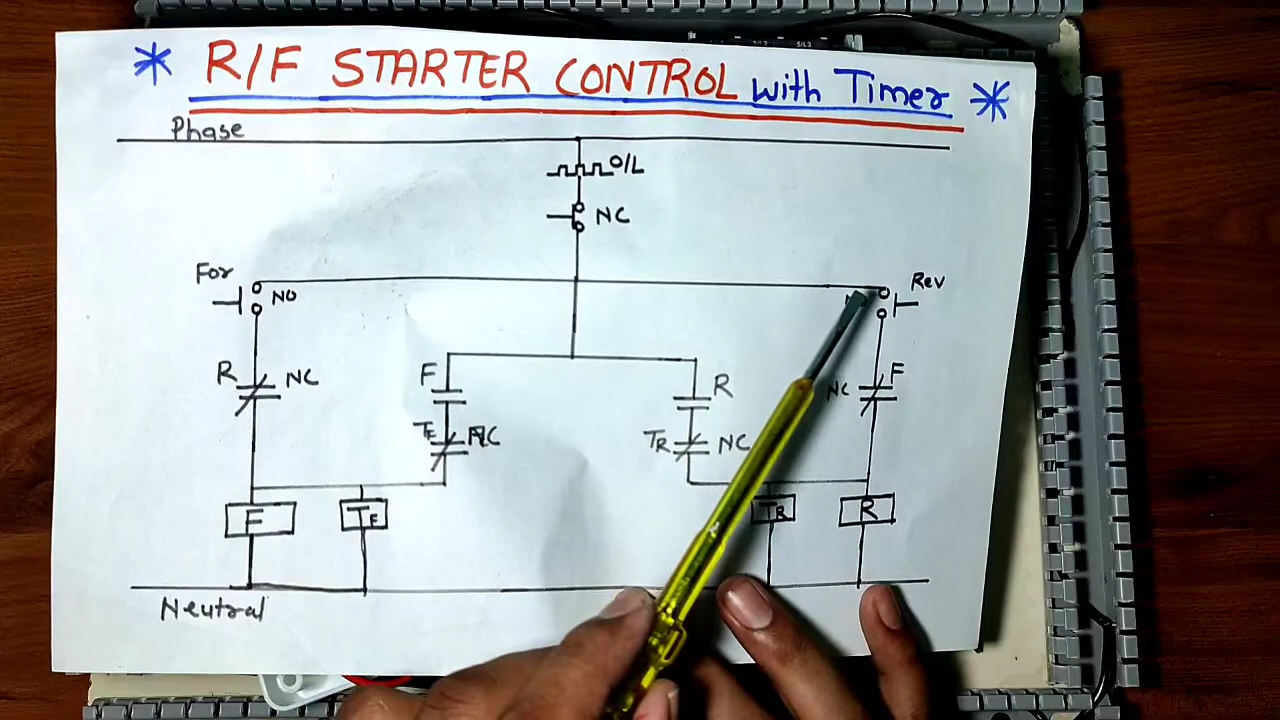 * R/F STARTER CONTROL with Timer *
Phase
O/L
NC
For
NO
Rev
R NC
F
R
NC F
TF NC
TR NC
F
TF
TR
R
Neutral